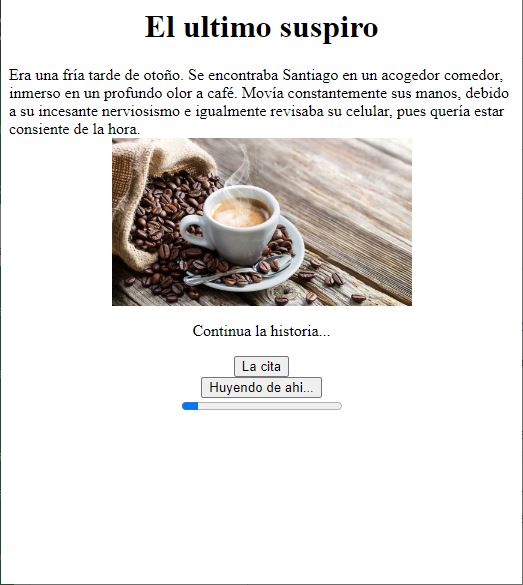 El ultimo suspiro
Era una fría tarde de otoño. Se encontraba Santiago en un acogedor comedor,
inmerso en un profundo olor a café. Movía constantemente sus manos, debido
a su incesante nerviosismo e igualmente revisaba su celular, pues quería estar
consiente de la hora.
Continua la historia...
La cita
Huyendo de ahi...